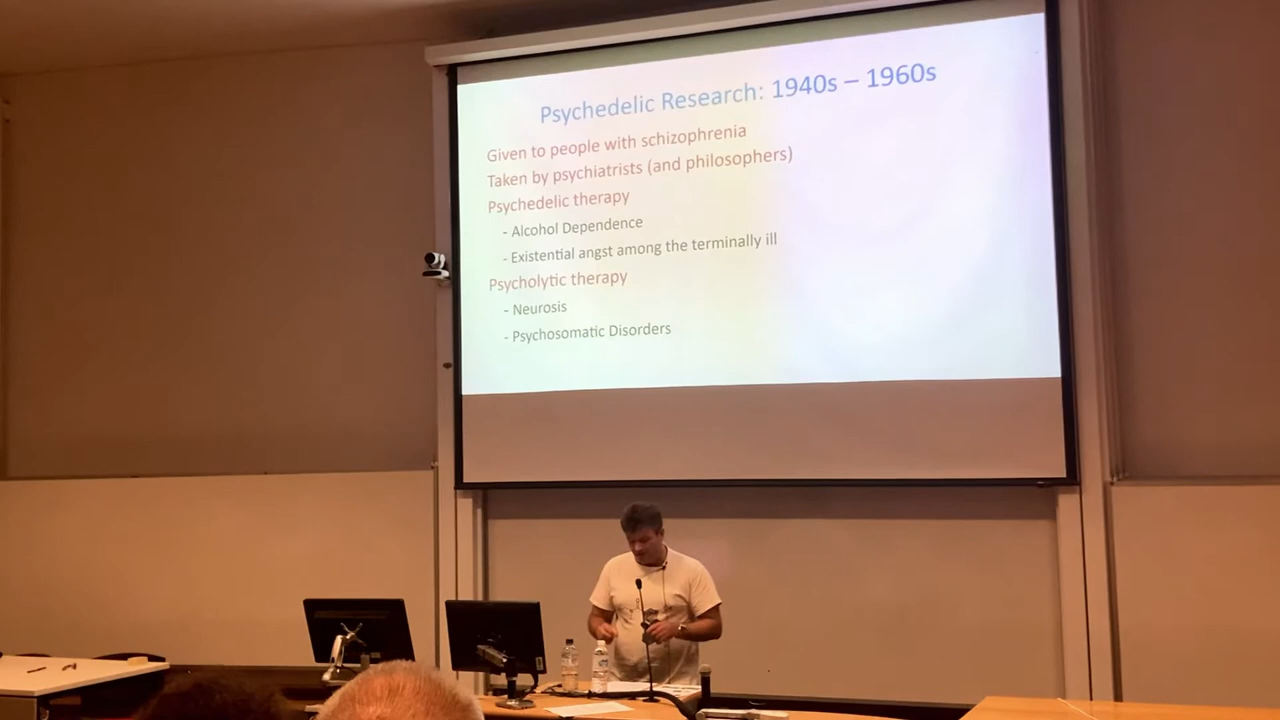 Psychedelic Research: 1940s – 1960s
Given to people with schizophrenia
Taken by psychiatrists (and philosophers)
Psychedelic therapy
- Alcohol Dependence
- Existential angst among the terminally ill
Psycholytic therapy
- Neurosis
- Psychosomatic Disorders